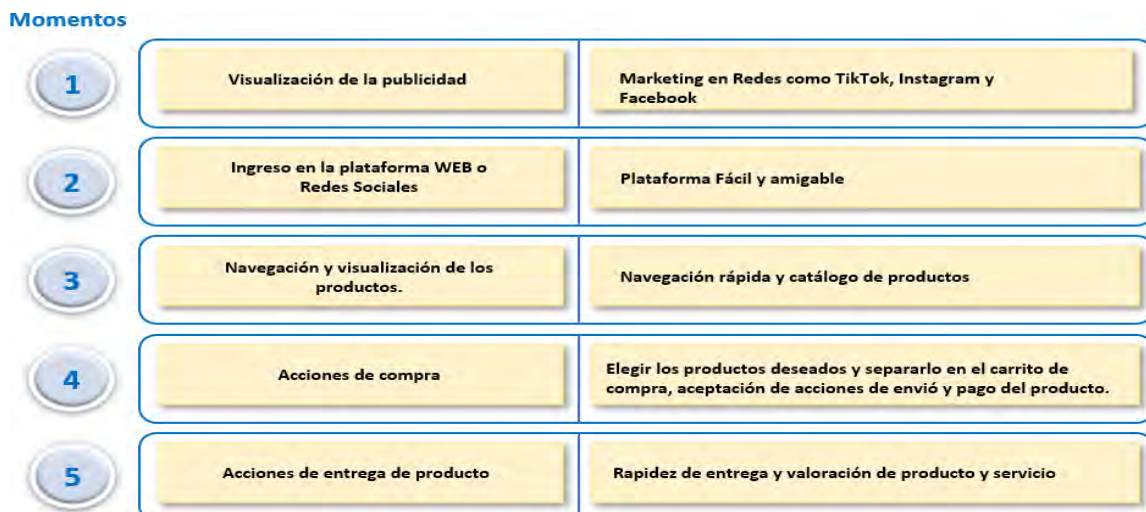 Momentos
1
Visualización de la publicidad
Marketing en Redes como TikTok, Instagram y
Facebook
2
Ingreso en la plataforma WEB o
Redes Sociales
Plataforma Fácil y amigable
3
Navegación y visualización de los
productos.
Navegación rápida y catálogo de productos
4
Acciones de compra
Elegir los productos deseados y separarlo en el carrito de
compra, aceptación de acciones de envió y pago del producto.
5
Acciones de entrega de producto
Rapidez de entrega y valoración de producto y servicio